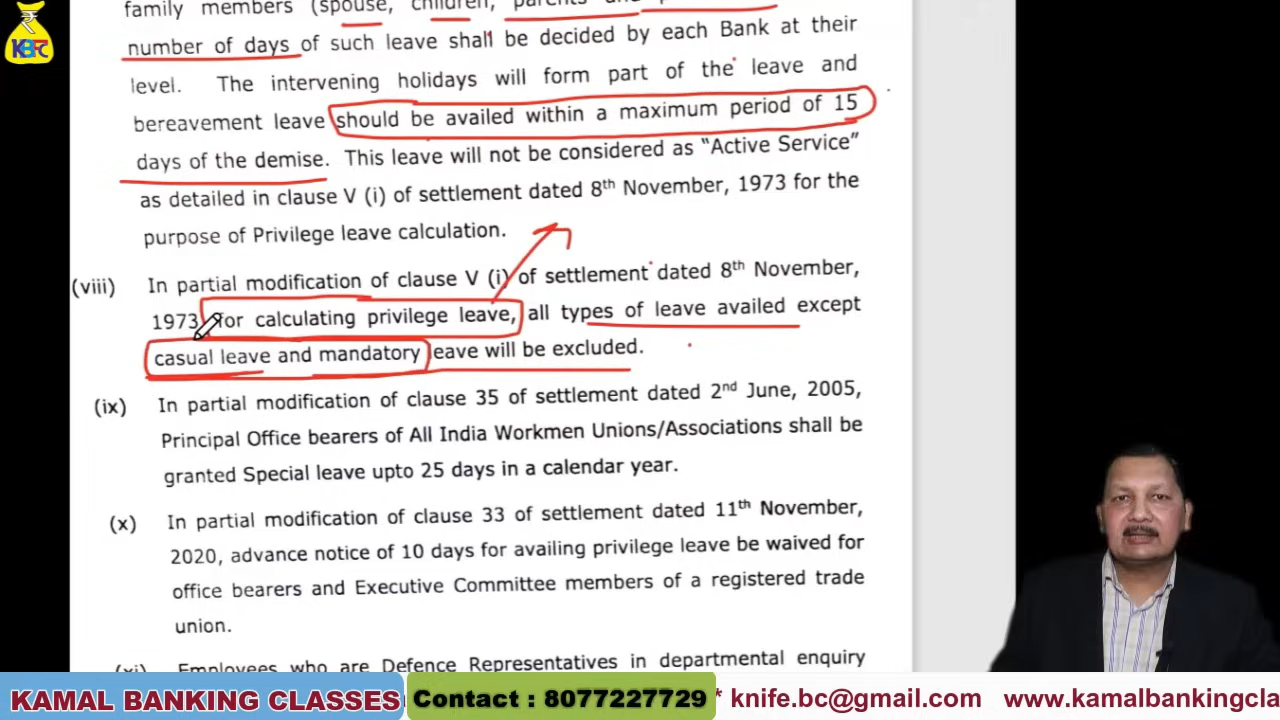 KBFC
family members (spouse, children, parents and
number of days of such leave shall be decided by each Bank at their
level. The intervening holidays will form part of the leave and
bereavement leave should be availed within a maximum period of 15
days of the demise. This leave will not be considered as "Active Service"
as detailed in clause V (i) of settlement dated 8th November, 1973 for the
purpose of Privilege leave calculation.
(viii) In partial modification of clause V (i) of settlement dated 8th November,
1973 for calculating privilege leave, all types of leave availed except
casual leave and mandatory leave will be excluded.
(ix) In partial modification of clause 35 of settlement dated 2nd June, 2005,
Principal Office bearers of All India Workmen Unions/Associations shall be
granted Special leave upto 25 days in a calendar year.
(x) In partial modification of clause 33 of settlement dated 11th November,
2020, advance notice of 10 days for availing privilege leave be waived for
office bearers and Executive Committee members of a registered trade
union.
(xi) Employees who are Defence Representatives in departmental enquiry
KAMAL BANKING CLASSES Contact : 8077227729 * knife.bc@gmail.com www.kamalbankingcla